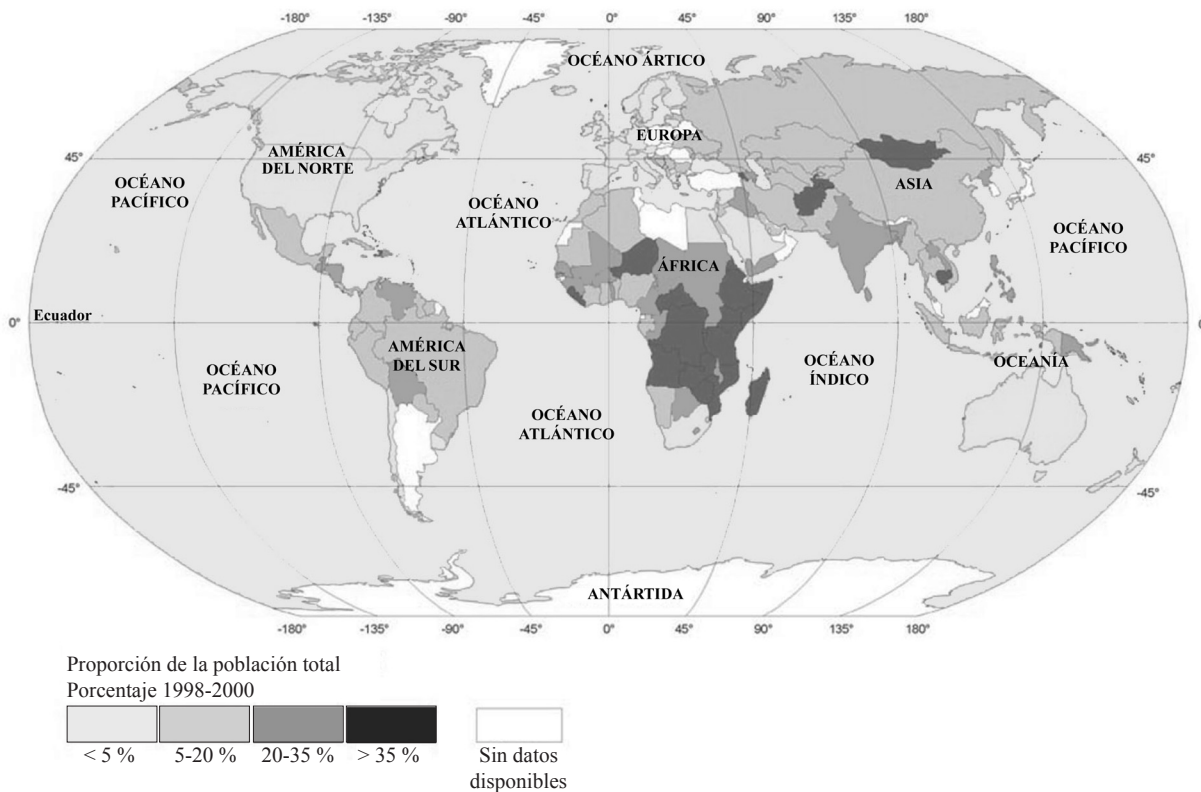 -180° -135° -90° -45° 0° 45° 90° 135° 180°
OCÉANO ÁRTICO
EUROPA
45°
AMÉRICA
DEL NORTE
45°
OCÉANO
PACÍFICO
ASIA
OCÉANO
ATLÁNTICO
OCÉANO
PACÍFICO
ÁFRICA
Ecuador
0°
0
AMÉRICA
DEL SUR
OCÉANO
PACÍFICO
OCÉANO
ÍNDICO
OCEANÍA
OCÉANO
ATLÁNTICO
-45°
-45°
ANTÁRTIDA
-180° -135° -90° -45° 0° 45° 90° 135° 180°
Proporción de la población total
Porcentaje 1998-2000
< 5 % 5-20 % 20-35 % > 35 %
Sin datos
disponibles